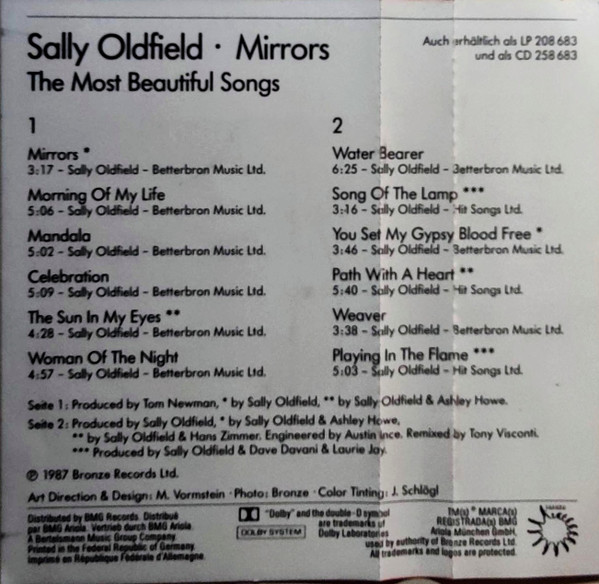 Sally Oldfield · Mirrors
The Most Beautiful Songs
Auch erhältlich als LP 208 683
und als CD 258 683
1
Mirrors *
3:17 – Sally Oldfield – Betterbron Music Ltd.
Morning Of My Life
5:06 – Sally Oldfield – Betterbron Music Ltd.
Mandala
5:02 – Sally Oldfield – Betterbron Music Ltd.
Celebration
5:09 – Sally Oldfield – Betterbron Music Ltd.
The Sun In My Eyes **
4:28 – Sally Oldfield – Betterbron Music Ltd.
Woman Of The Night
4:57 – Sally Oldfield – Betterbron Music Ltd.
2
Water Bearer
6:25 – Sally Oldfield – Betterbron Music Ltd.
Song Of The Lamp ***
3:16 – Sally Oldfield – Hit Songs Ltd.
You Set My Gypsy Blood Free *
3:46 – Sally Oldfield – Betterbron Music Ltd.
Path With A Heart **
5:40 – Sally Oldfield – Hit Songs Ltd.
Weaver
3:38 – Sally Oldfield – Betterbron Music Ltd.
Playing In The Flame ***
5:03 – Sally Oldfield – Hit Songs Ltd.
Seite 1: Produced by Tom Newman, * by Sally Oldfield, ** by Sally Oldfield & Ashley Howe.
Seite 2: Produced by Sally Oldfield, * by Sally Oldfield & Ashley Howe,
** by Sally Oldfield & Hans Zimmer. Engineered by Austin Ince. Remixed by Tony Visconti.
*** Produced by Sally Oldfield & Dave Davani & Laurie Jay.
℗ 1987 Bronze Records Ltd.
Art Direction & Design: M. Vormstein · Photo: Bronze · Color Tinting: J. Schlögl
Distributed by BMG Records. Distribué
par BMG Ariola. Vertrieb durch BMG Ariola.
A Bertelsmann Music Group Company.
Printed in the Federal Republic of Germany.
Imprimé en République Fédérale d'Allemagne.
DOLBY SYSTEM
"Dolby" and the double-D symbol
are trademarks of
Dolby Laboratories
TM(s) ® MARCA(s)
REGISTRADA(s) BMG
Ariola München GmbH,
used by authority of Bronze Records Ltd.
All trademarks and logos are protected.